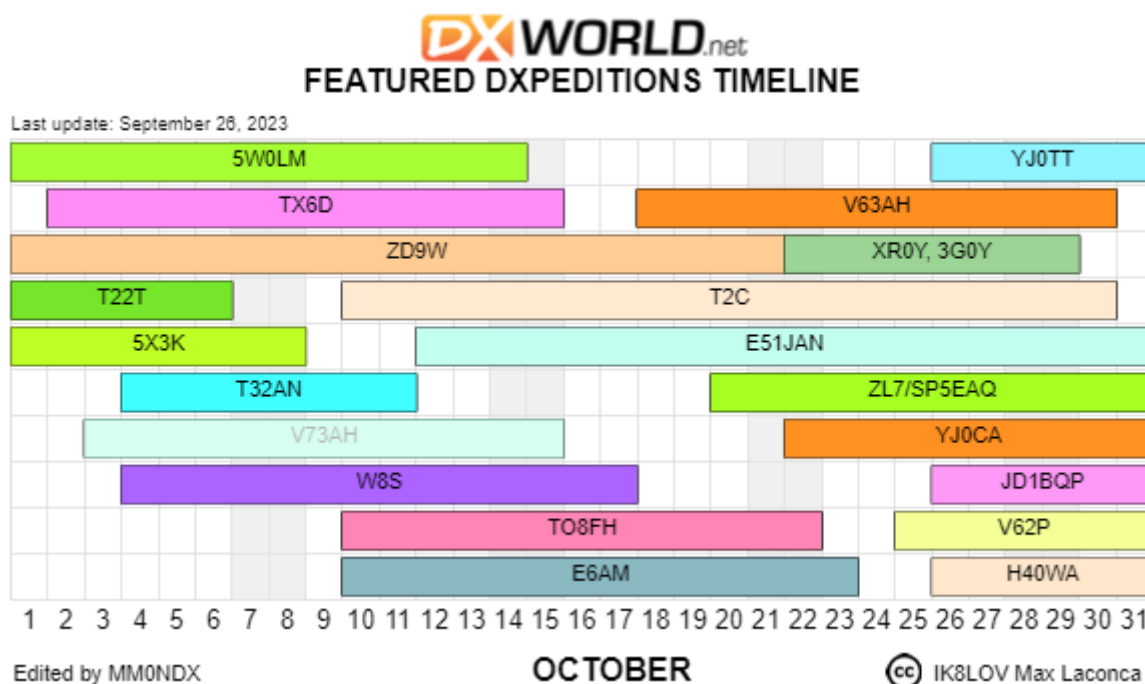 DX WORLD.net
FEATURED DXPEDITIONS TIMELINE
Last update: September 26, 2023
5W0LM YJ0TT
TX6D V63AH
ZD9W XR0Y, 3G0Y
T22T T2C
5X3K E51JAN
T32AN ZL7/SP5EAQ
V73AH YJ0CA
W8S JD1BQP
TO8FH V62P
E6AM H40WA
1 2 3 4 5 6 7 8 9 10 11 12 13 14 15 16 17 18 19 20 21 22 23 24 25 26 27 28 29 30 31
Edited by MM0NDX OCTOBER cc IK8LOV Max Laconca